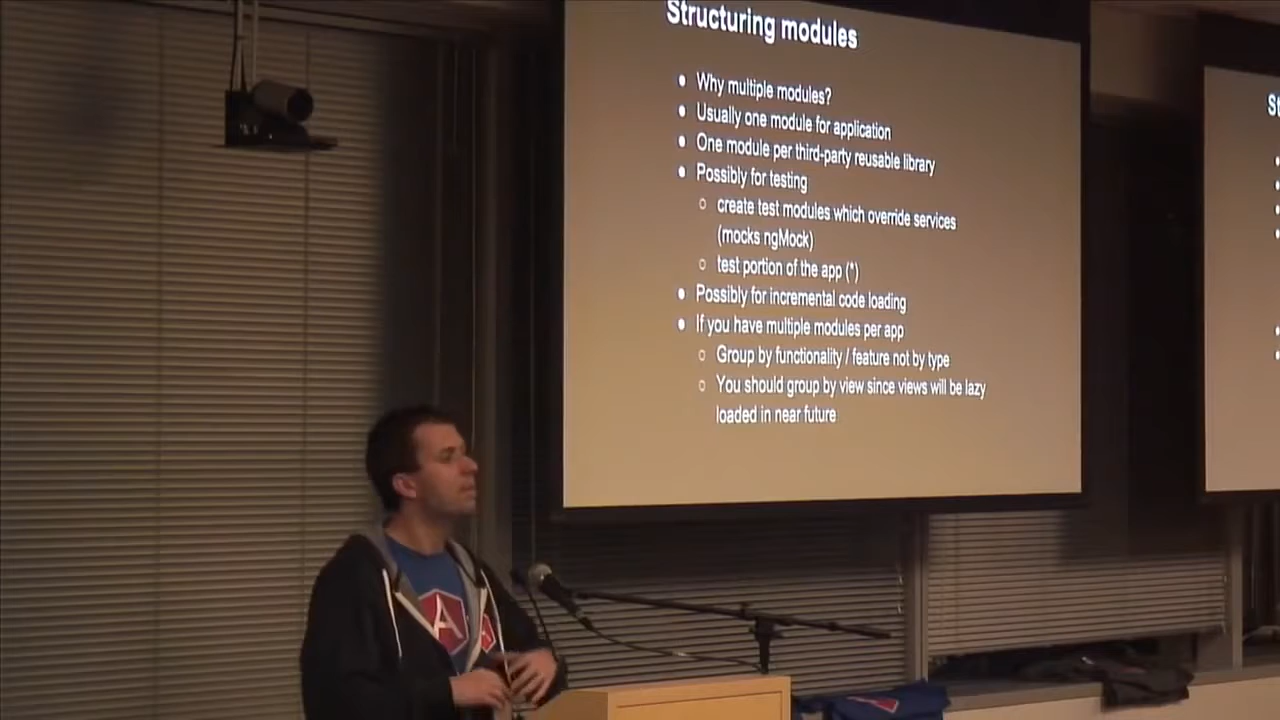 Structuring modules
● Why multiple modules?
● Usually one module for application
● One module per third-party reusable library
● Possibly for testing
○ create test modules which override services
(mocks ngMock)
○ test portion of the app (*)
● Possibly for incremental code loading
● If you have multiple modules per app
○ Group by functionality / feature not by type
○ You should group by view since views will be lazy
loaded in near future
St
A